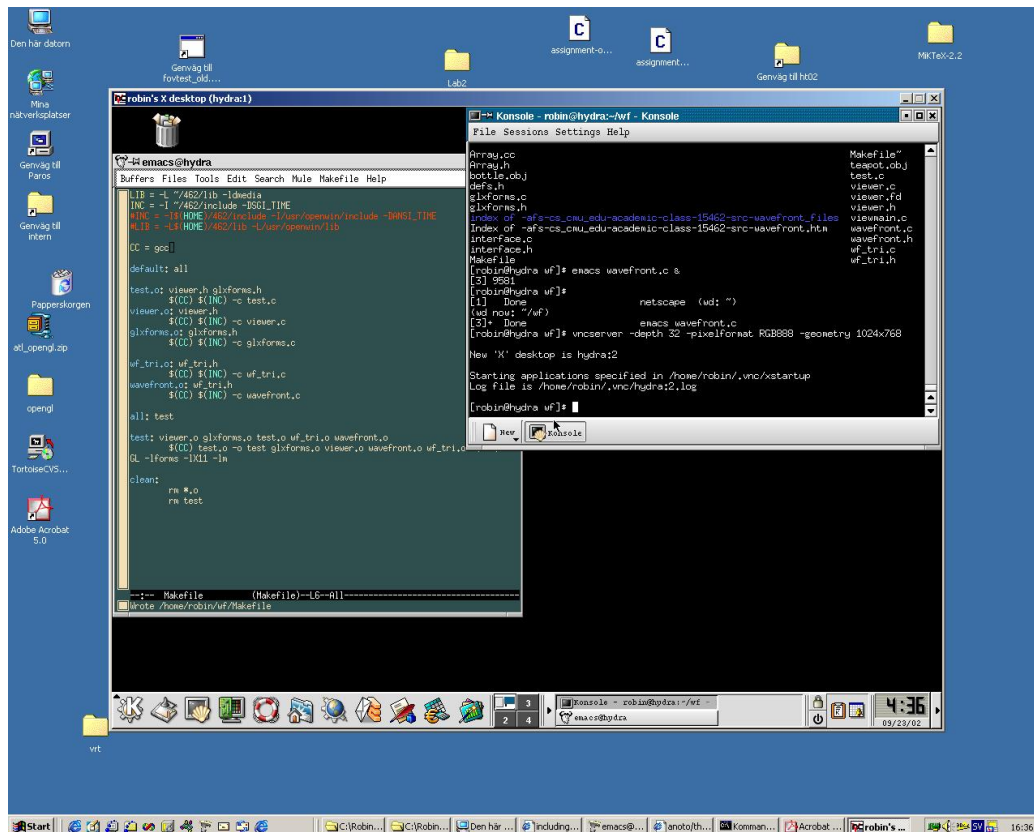 Den här datorn
Genväg till
fovtest_old....
Lab2
assignment-o...
assignment...
Genväg till ht02
MiKTeX-2.2
Mina
nätverksplatser
Genväg till
Paros
Genväg till
intern
Papperskorgen
atl_opengl.zip
opengl
TortoiseCVS...
Adobe Acrobat
5.0
vrt
robin's X desktop (hydra:1)
emacs@hydra
Buffers Files Tools Edit Search Mule Makefile Help
LIB = -L ~/462/lib -ldmedia
INC = -I ~/462/include -DSGI_TIME
#INC = -I$(HOME)/462/include -I/usr/openwin/include -DANSI_TIME
#LIB = -L$(HOME)/462/lib -L/usr/openwin/lib
CC = gcc
default: all
test.o: viewer.h glxforms.h
$(CC) $(INC) -c test.c
viewer.o: viewer.h
$(CC) $(INC) -c viewer.c
glxforms.o: glxforms.h
$(CC) $(INC) -c glxforms.c
wf_tri.o: wf_tri.h
$(CC) $(INC) -c wf_tri.c
wavefront.o: wf_tri.h
$(CC) $(INC) -c wavefront.c
all: test
test: viewer.o glxforms.o test.o wf_tri.o wavefront.o
$(CC) test.o -o test glxforms.o viewer.o wavefront.o wf_tri.
GL -lforms -lX11 -lm
clean:
rm *.o
rm test
--:-- Makefile (Makefile)--L6--All
Wrote /home/robin/wf/Makefile
Konsole - robin@hydra:~/wf - Konsole
File Sessions Settings Help
Array.cc Makefile~
Array.h teapot.obj
bottle.obj test.c
defs.h viewer.c
glxforms.c viewer.fd
glxforms.h viewer.h
index of -afs-cs_cmu_edu-academic-class-15462-src-wavefront_files viewmain.c
Index of -afs-cs_cmu_edu-academic-class-15462-src-wavefront.htm wavefront.c
interface.c wavefront.h
interface.h wf_tri.c
Makefile wf_tri.h
[robin@hydra wf]$ emacs wavefront.c &
[3] 9581
[robin@hydra wf]$
[1] Done netscape (wd: ~)
(wd now: ~/wf)
[3]+ Done emacs wavefront.c
[robin@hydra wf]$ vncserver -depth 32 -pixelformat RGB888 -geometry 1024x768
New 'X' desktop is hydra:2
Starting applications specified in /home/robin/.vnc/xstartup
Log file is /home/robin/.vnc/hydra:2.log
[robin@hydra wf]$
New Konsole
3
2 4
Konsole - robin@hydra:~/wf -
emacs@hydra
4:36
09/23/02
Start C:\Robin... C:\Robin... Den här ... including... emacs@... anoto/th... Komman... Acrobat ... robin's ... SV 16:36